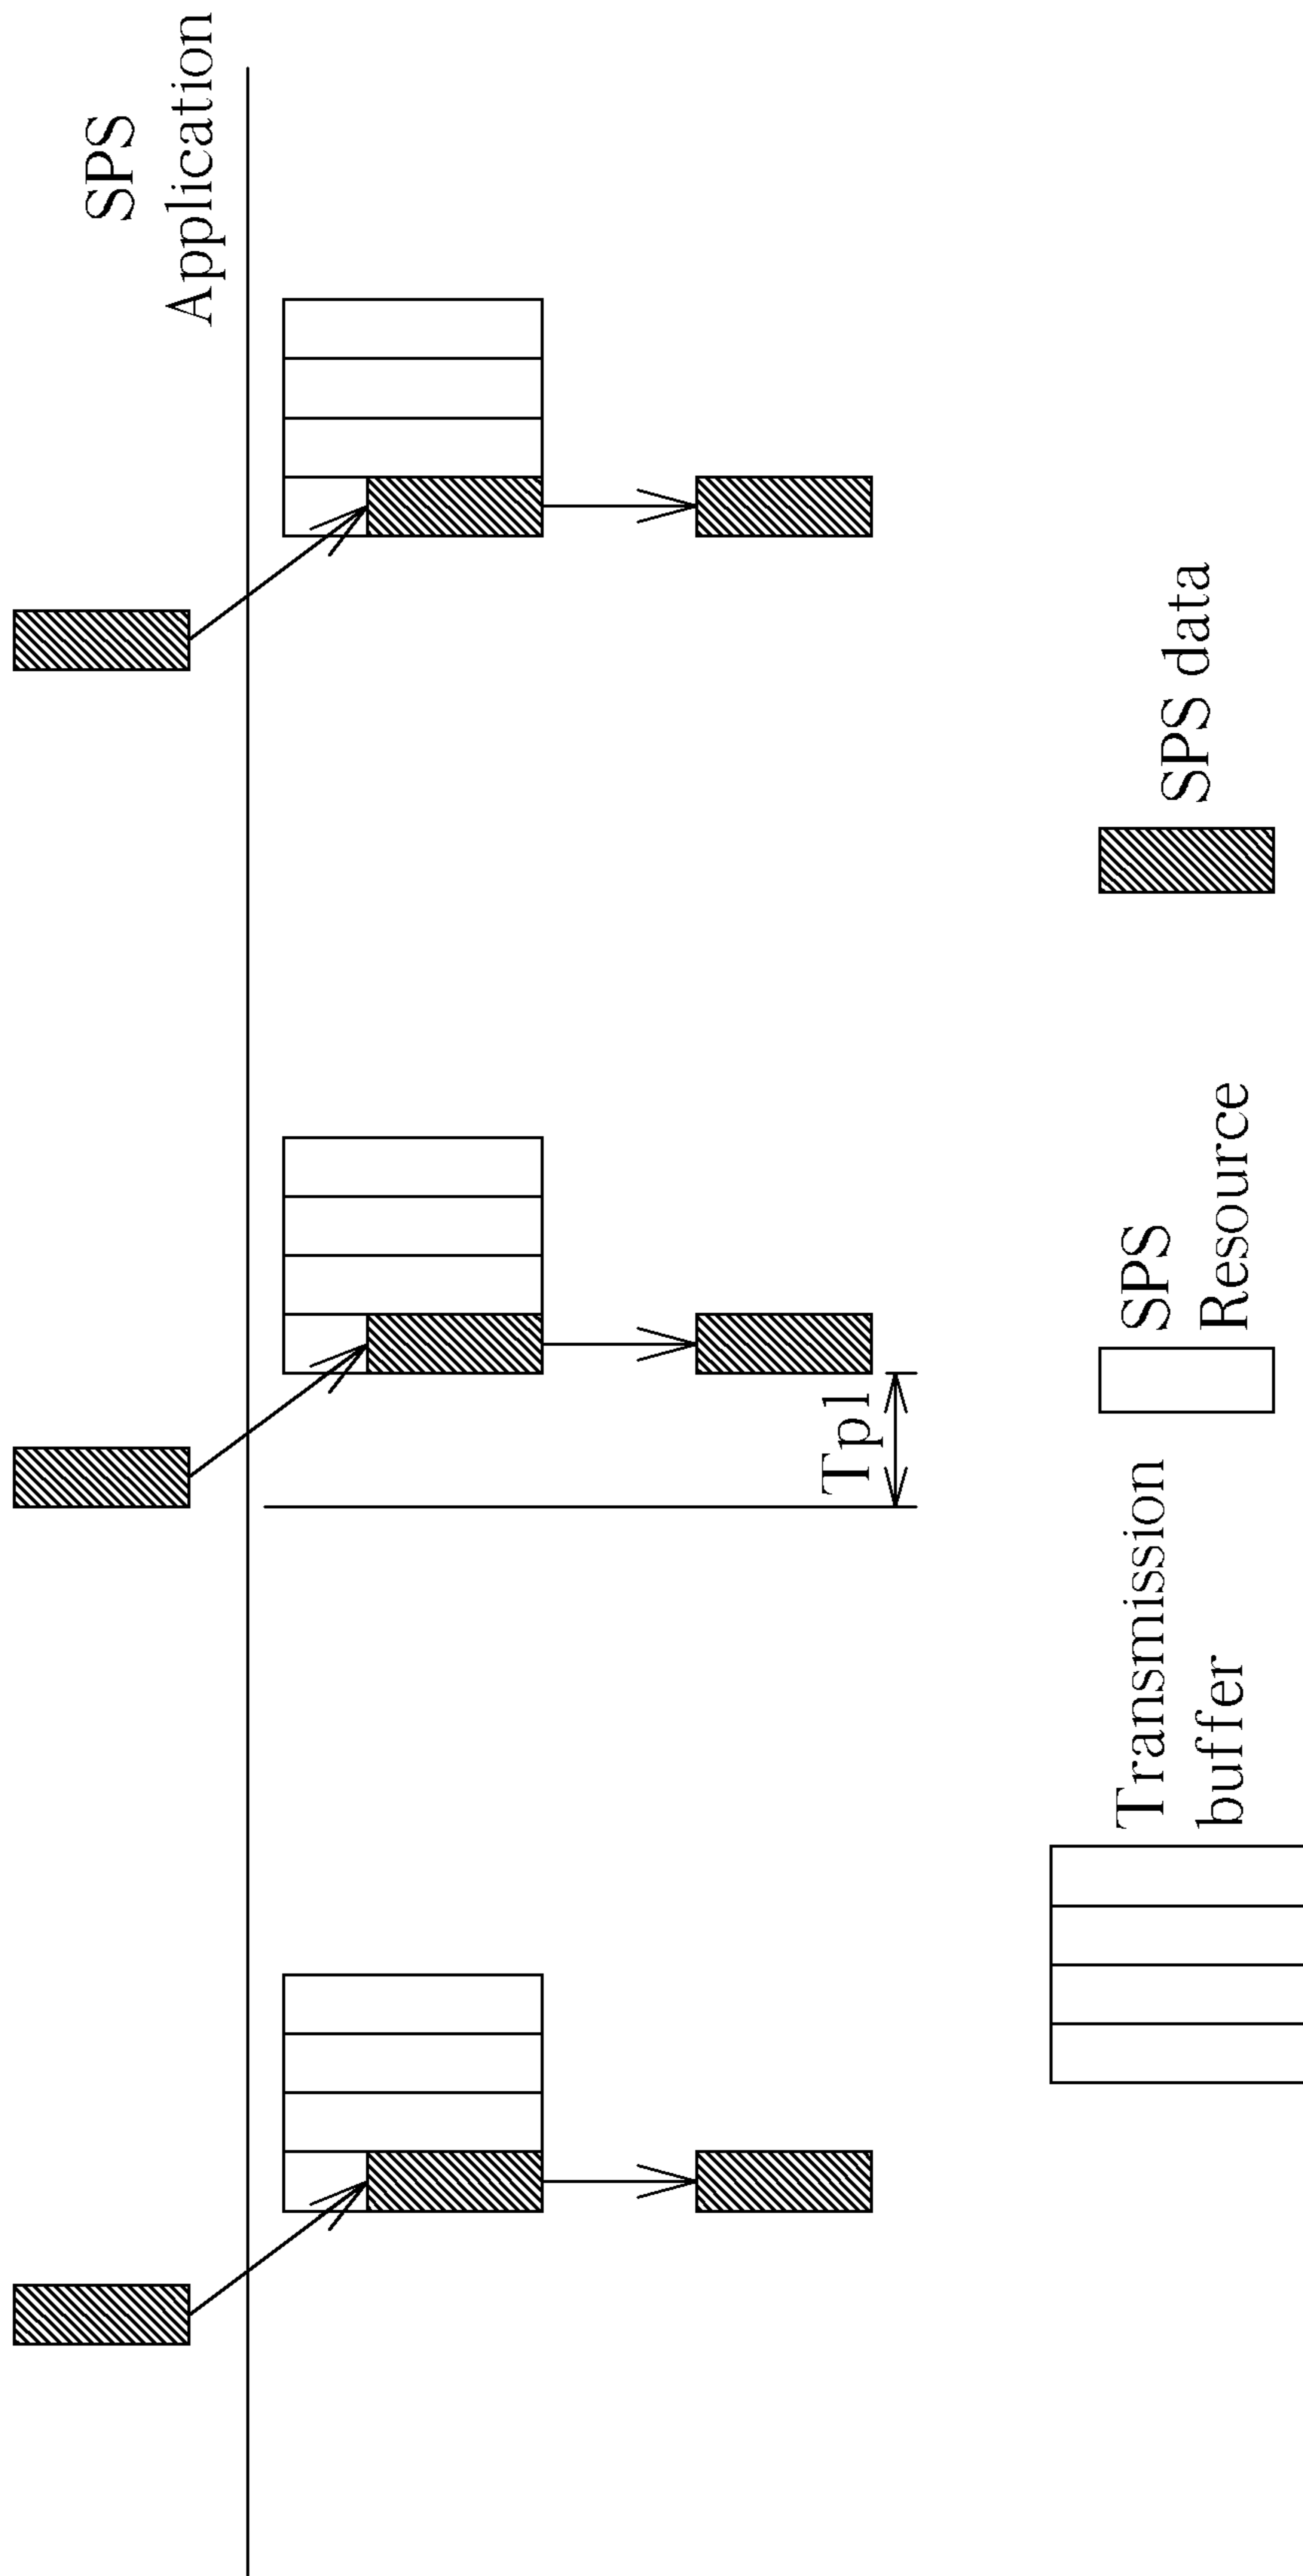 SPS
Application
Tp1
Transmission
buffer
SPS
Resource
SPS data